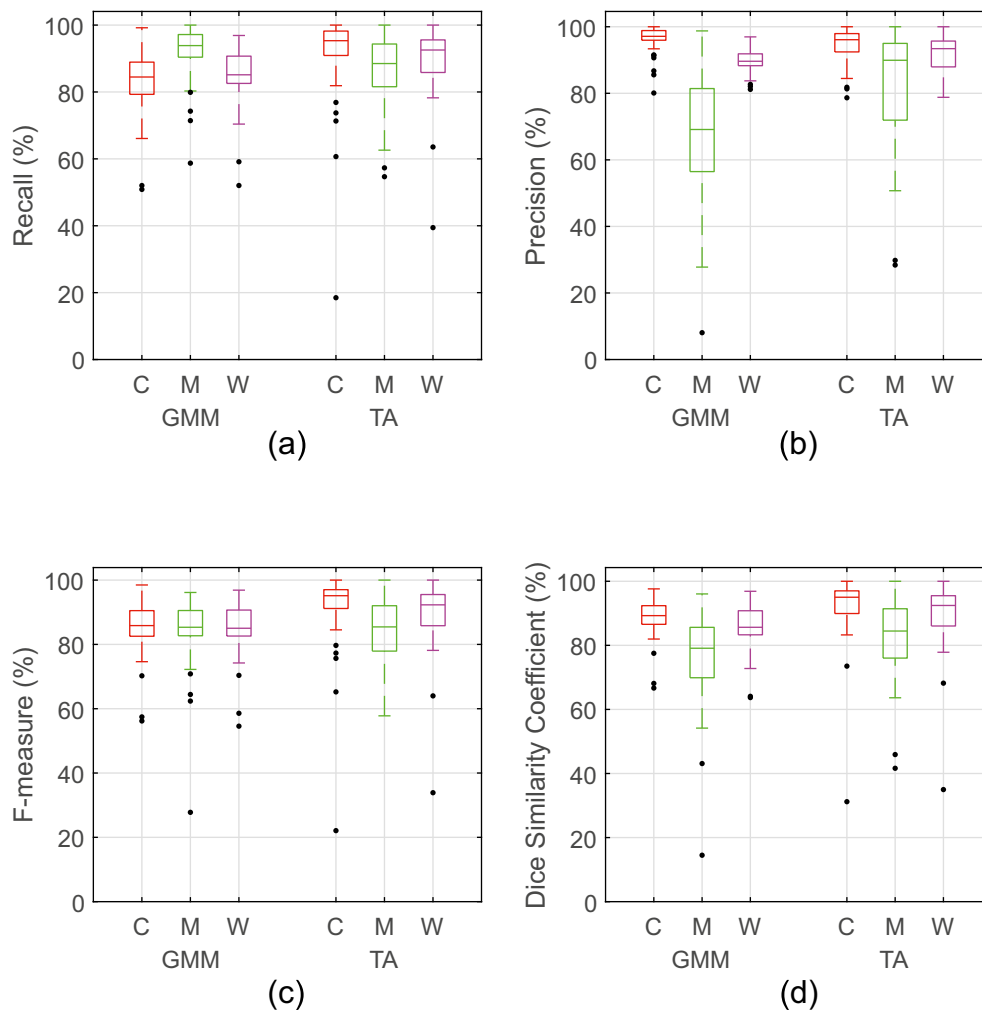 Recall (%)
100
80
60
40
20
0
C M W C M W
GMM TA
(a)
Precision (%)
100
80
60
40
20
0
C M W C M W
GMM TA
(b)
F-measure (%)
100
80
60
40
20
0
C M W C M W
GMM TA
(c)
Dice Similarity Coefficient (%)
100
80
60
40
20
0
C M W C M W
GMM TA
(d)